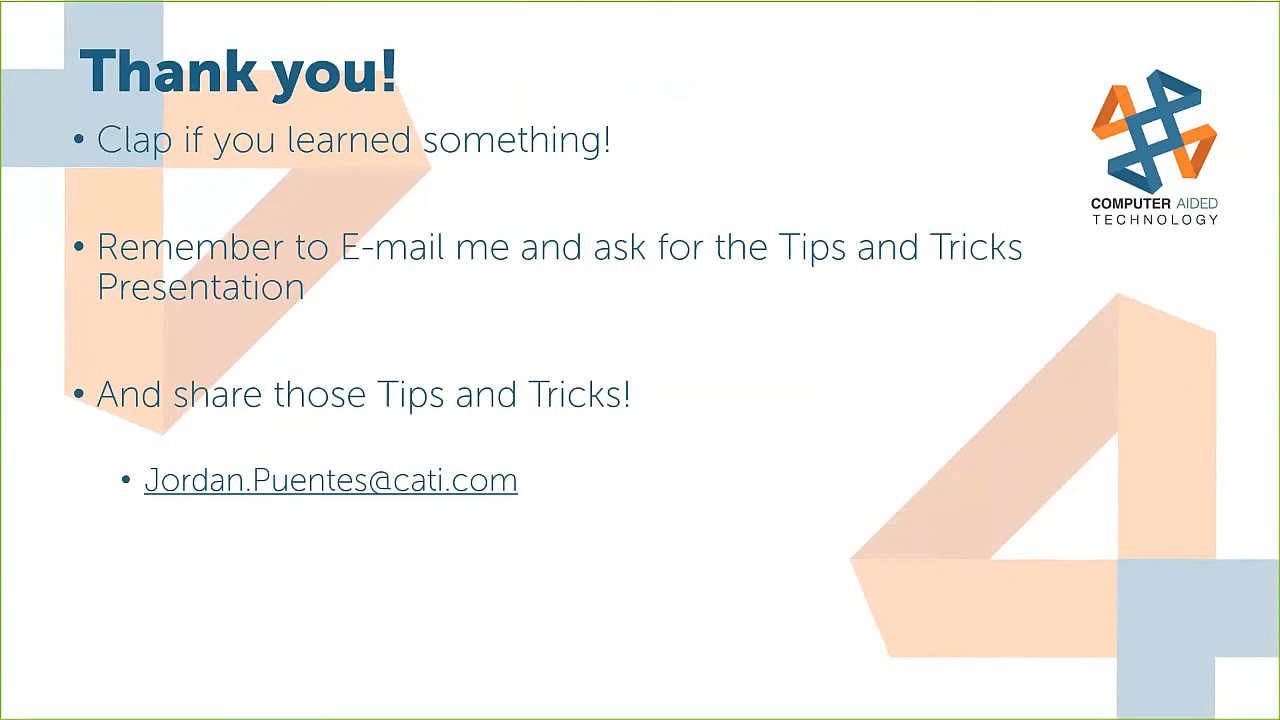 Thank you!
• Clap if you learned something!
• Remember to E-mail me and ask for the Tips and Tricks
Presentation
• And share those Tips and Tricks!
• Jordan.Puentes@cati.com
COMPUTER AIDED
TECHNOLOGY